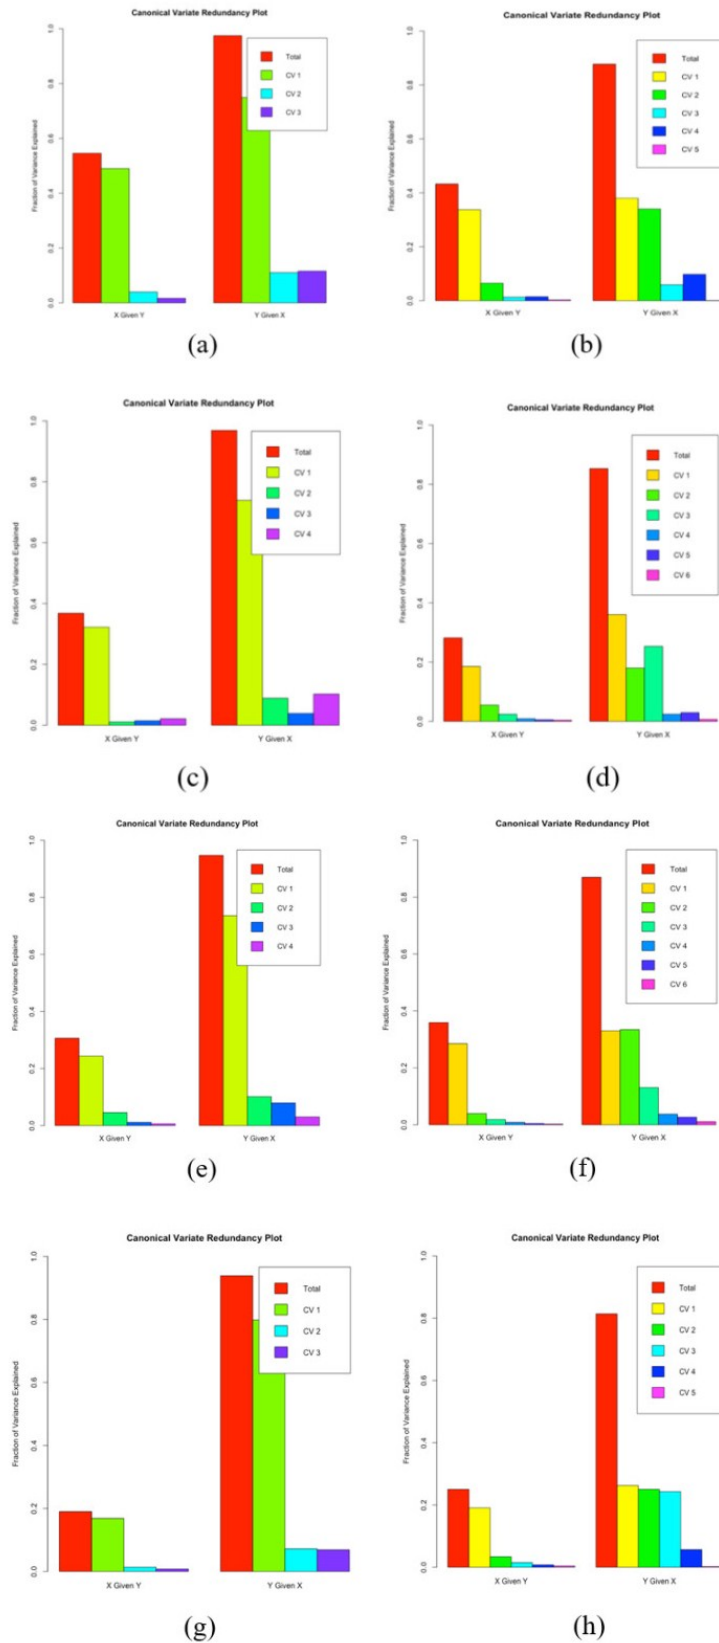 Canonical Variate Redundancy Plot
Fraction of Variance Explained
0.0
0.2
0.4
0.6
0.8
1.0
Total
CV 1
CV 2
CV 3
X Given Y
Y Given X
(a)
Canonical Variate Redundancy Plot
Fraction of Variance Explained
0.0
0.2
0.4
0.6
0.8
1.0
Total
CV 1
CV 2
CV 3
CV 4
CV 5
X Given Y
Y Given X
(b)
Canonical Variate Redundancy Plot
Fraction of Variance Explained
0.0
0.2
0.4
0.6
0.8
1.0
Total
CV 1
CV 2
CV 3
CV 4
X Given Y
Y Given X
(c)
Canonical Variate Redundancy Plot
Fraction of Variance Explained
0.0
0.2
0.4
0.6
0.8
1.0
Total
CV 1
CV 2
CV 3
CV 4
CV 5
CV 6
X Given Y
Y Given X
(d)
Canonical Variate Redundancy Plot
Fraction of Variance Explained
0.0
0.2
0.4
0.6
0.8
1.0
Total
CV 1
CV 2
CV 3
CV 4
X Given Y
Y Given X
(e)
Canonical Variate Redundancy Plot
Fraction of Variance Explained
0.0
0.2
0.4
0.6
0.8
1.0
Total
CV 1
CV 2
CV 3
CV 4
CV 5
CV 6
X Given Y
Y Given X
(f)
Canonical Variate Redundancy Plot
Fraction of Variance Explained
0.0
0.2
0.4
0.6
0.8
1.0
Total
CV 1
CV 2
CV 3
X Given Y
Y Given X
(g)
Canonical Variate Redundancy Plot
Fraction of Variance Explained
0.0
0.2
0.4
0.6
0.8
1.0
Total
CV 1
CV 2
CV 3
CV 4
CV 5
X Given Y
Y Given X
(h)